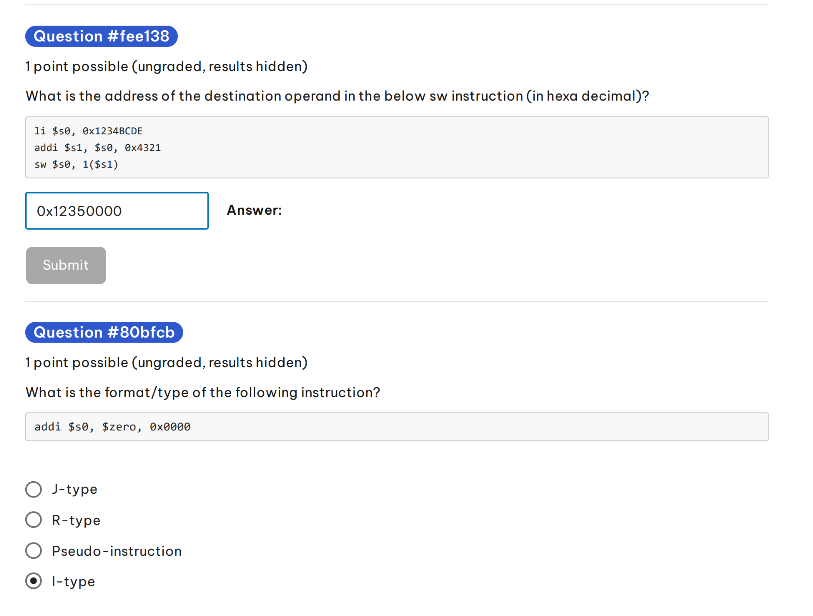 Question #fee138
1 point possible (ungraded, results hidden)
What is the address of the destination operand in the below sw instruction (in hexa decimal)?
li $s0, 0x1234BCDE
addi $s1, $s0, 0x4321
sw $s0, 1($s1)
0x12350000
Answer:
Submit
Question #80bfcb
1 point possible (ungraded, results hidden)
What is the format/type of the following instruction?
addi $s0, $zero, 0x0000
J-type
R-type
Pseudo-instruction
I-type